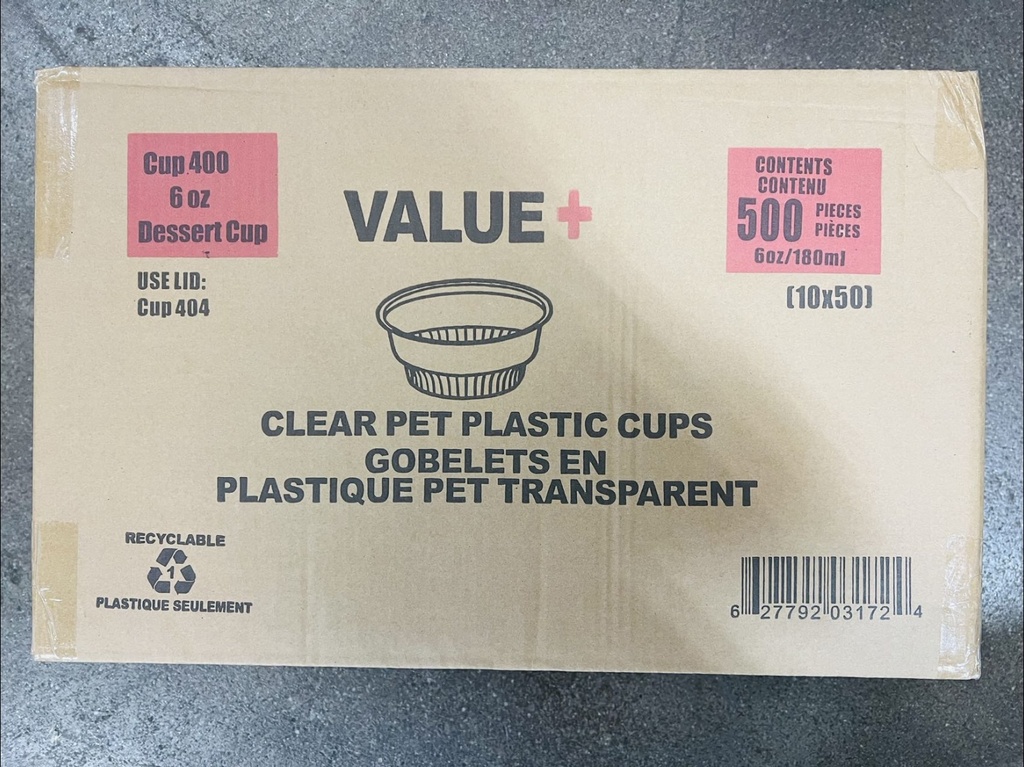 Cup 400
6 oz
Dessert Cup
USE LID:
Cup 404
VALUE+
CONTENTS
CONTENU
500 PIECES
PIÈCES
6oz/180ml
(10x50)
CLEAR PET PLASTIC CUPS
GOBELETS EN
PLASTIQUE PET TRANSPARENT
RECYCLABLE
1
PLASTIQUE SEULEMENT
6 27792 03172 4